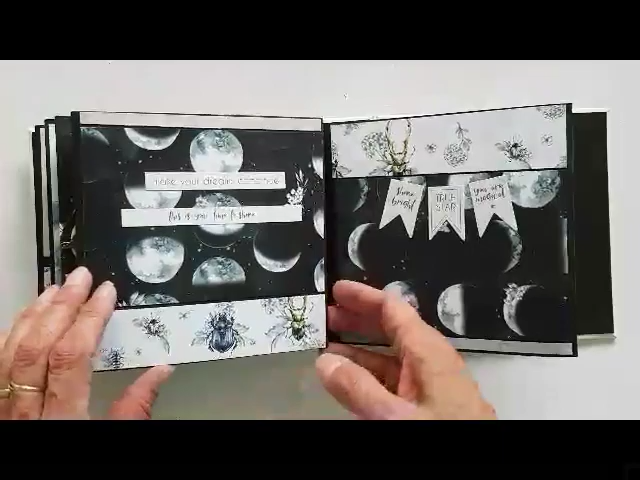 make your dreams come true
this is your time to shine
shine
bright
TRUE
STAR
you are
magical